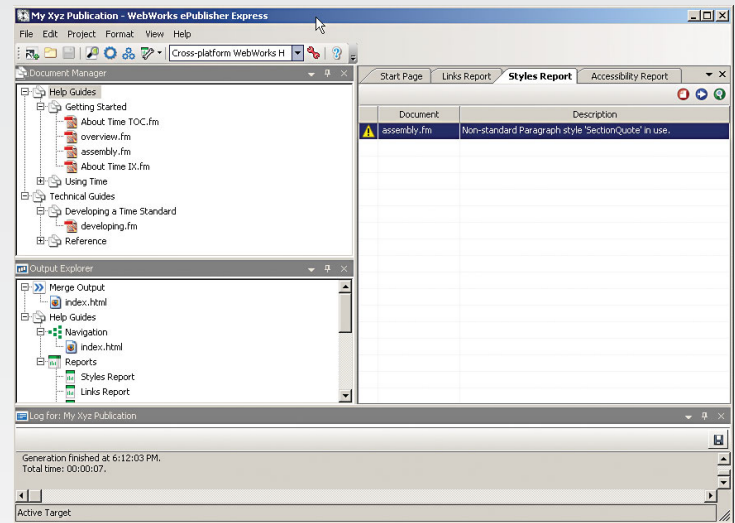 My Xyz Publication - WebWorks ePublisher Express
File Edit Project Format View Help
Cross-platform WebWorks H
Document Manager
Help Guides
Getting Started
About Time TOC.fm
overview.fm
assembly.fm
About Time IX.fm
Using Time
Technical Guides
Developing a Time Standard
developing.fm
Reference
Output Explorer
Merge Output
index.html
Help Guides
Navigation
index.html
Reports
Styles Report
Links Report
Start Page Links Report Styles Report Accessibility Report
Document Description
assembly.fm Non-standard Paragraph style 'SectionQuote' in use.
Log for: My Xyz Publication
Generation finished at 6:12:03 PM.
Total time: 00:00:07.
Active Target